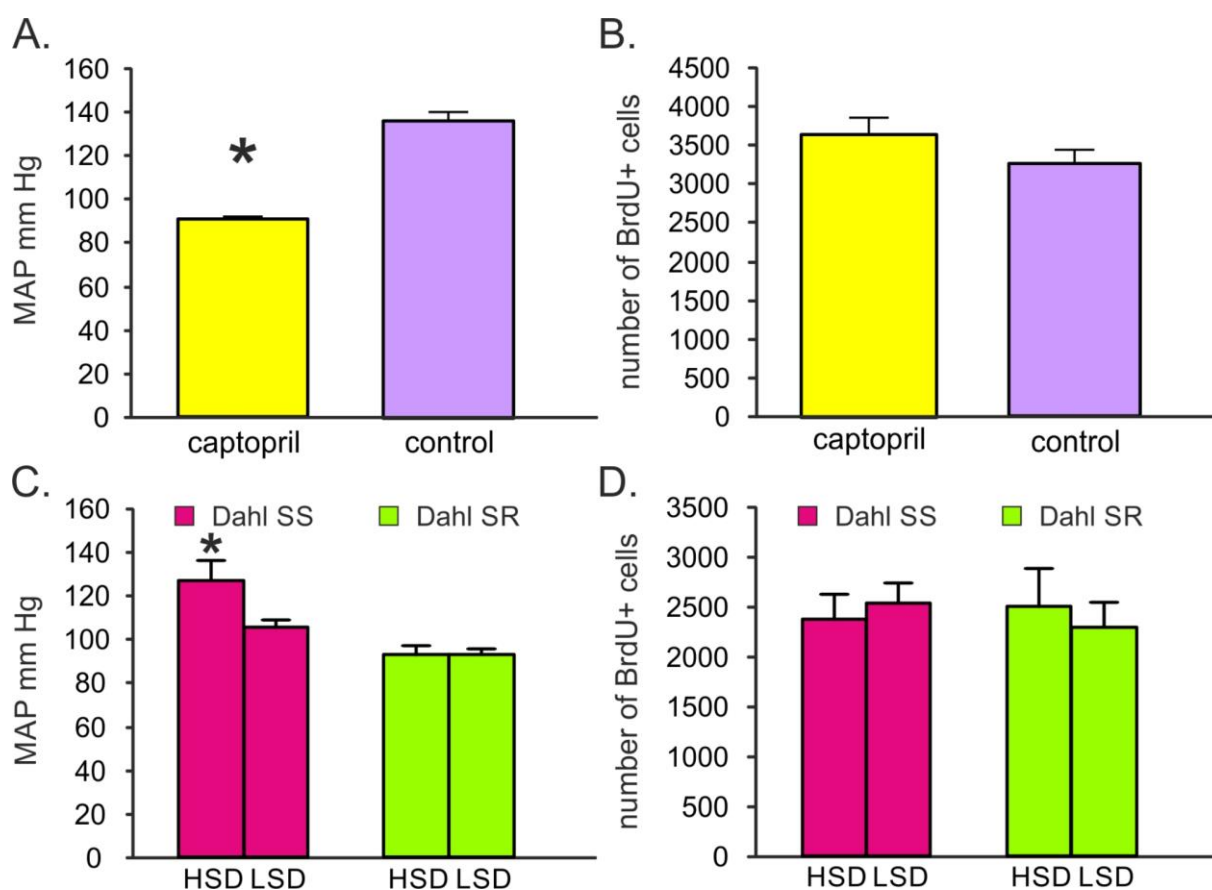 A.
MAP mm Hg
160
140
120
100
80
60
40
20
0
*
captopril
control
B.
number of BrdU+ cells
4500
4000
3500
3000
2500
2000
1500
1000
500
0
captopril
control
C.
MAP mm Hg
160
140
120
100
80
60
40
20
0
Dahl SS
Dahl SR
*
HSD LSD
HSD LSD
D.
number of BrdU+ cells
3500
3000
2500
2000
1500
1000
500
0
Dahl SS
Dahl SR
HSD LSD
HSD LSD